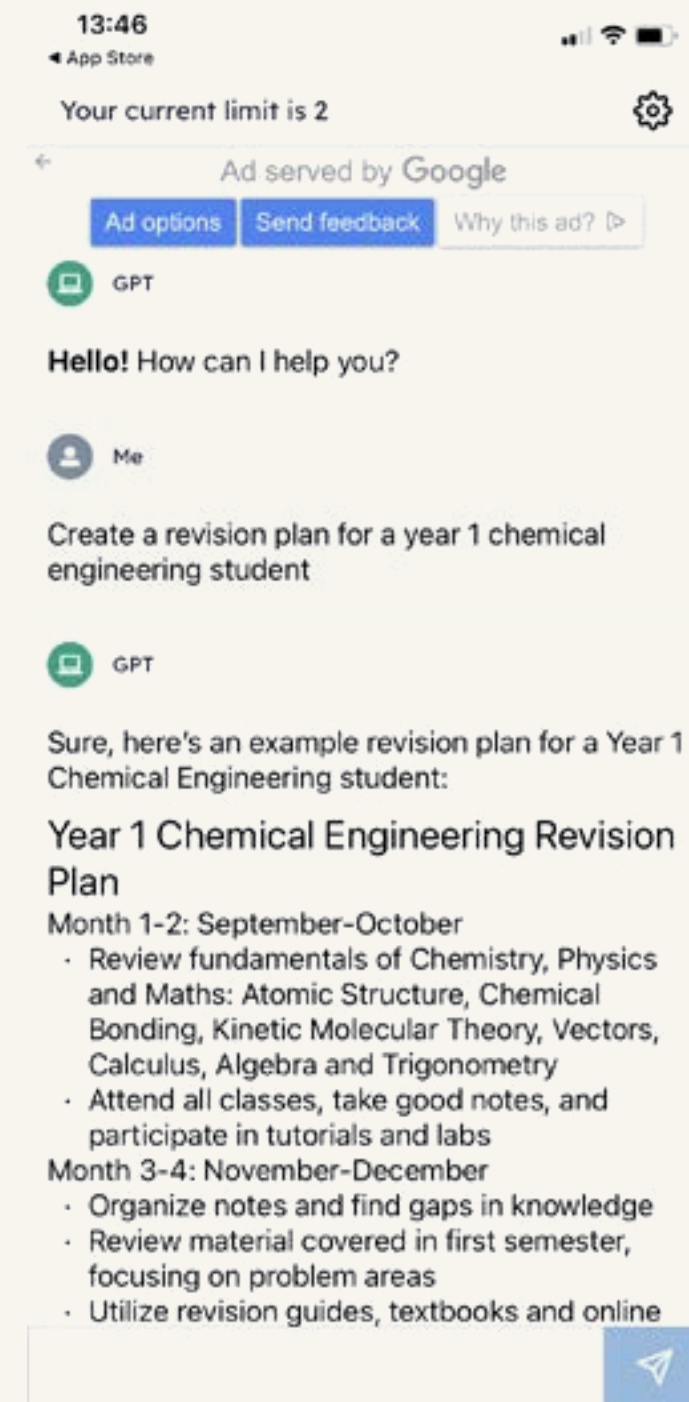 13:46
App Store
Your current limit is 2
Ad served by Google
Ad options Send feedback Why this ad?
GPT
Hello! How can I help you?
Me
Create a revision plan for a year 1 chemical
engineering student
GPT
Sure, here's an example revision plan for a Year 1
Chemical Engineering student:
Year 1 Chemical Engineering Revision
Plan
Month 1-2: September-October
· Review fundamentals of Chemistry, Physics
and Maths: Atomic Structure, Chemical
Bonding, Kinetic Molecular Theory, Vectors,
Calculus, Algebra and Trigonometry
· Attend all classes, take good notes, and
participate in tutorials and labs
Month 3-4: November-December
· Organize notes and find gaps in knowledge
· Review material covered in first semester,
focusing on problem areas
· Utilize revision guides, textbooks and online